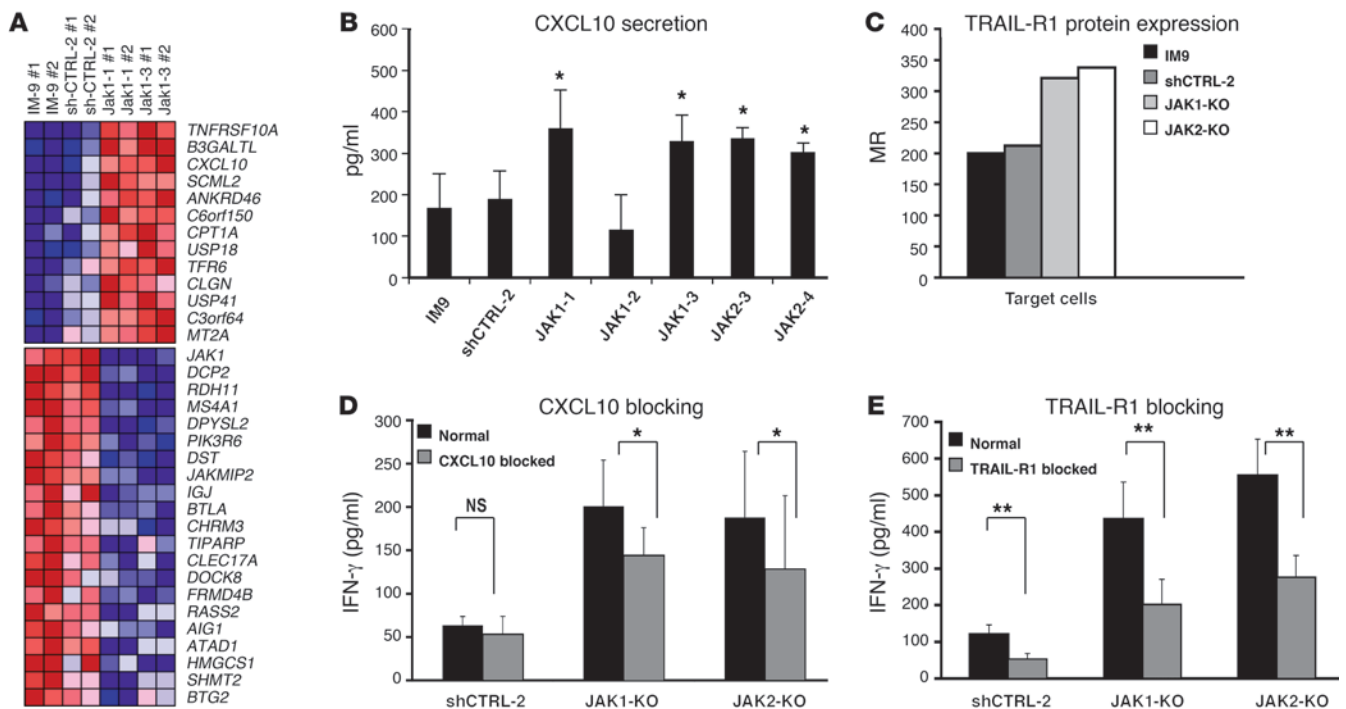 A
IM-9 #1
IM-9 #2
sh-CTRL-2 #1
sh-CTRL-2 #2
Jak1-1 #1
Jak1-1 #2
Jak1-3 #1
Jak1-3 #2
TNFRSF10A
B3GALTL
CXCL10
SCML2
ANKRD46
C6orf150
CPT1A
USP18
TFR6
CLGN
USP41
C3orf64
MT2A
JAK1
DCP2
RDH11
MS4A1
DPYSL2
PIK3R6
DST
JAKMIP2
IGJ
BTLA
CHRM3
TIPARP
CLEC17A
DOCK8
FRMD4B
RASS2
AIG1
ATAD1
HMGCS1
SHMT2
BTG2
B
CXCL10 secretion
pg/ml
600
500
400
300
200
100
0
*
*
*
*
IM9
shCTRL-2
JAK1-1
JAK1-2
JAK1-3
JAK2-3
JAK2-4
C
TRAIL-R1 protein expression
MR
400
350
300
250
200
150
100
50
0
IM9
shCTRL-2
JAK1-KO
JAK2-KO
Target cells
D
CXCL10 blocking
IFN-γ (pg/ml)
300
250
200
150
100
50
0
Normal
CXCL10 blocked
NS
*
*
shCTRL-2
JAK1-KO
JAK2-KO
E
TRAIL-R1 blocking
IFN-γ (pg/ml)
700
600
500
400
300
200
100
0
Normal
TRAIL-R1 blocked
**
**
**
shCTRL-2
JAK1-KO
JAK2-KO